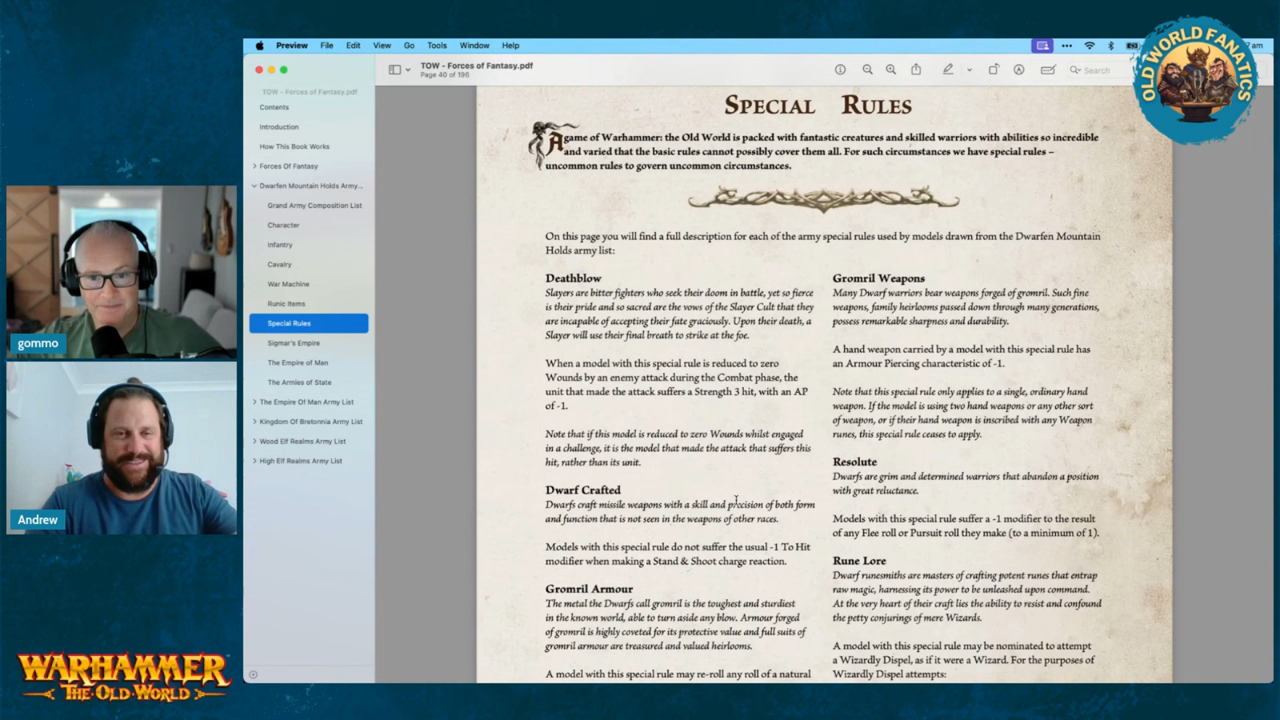 Preview File Edit View Go Tools Window Help
TOW - Forces of Fantasy.pdf
Page 40 of 196
Search
OLD WORLD FANATICS
TOW - Forces of Fantasy.pdf
Contents
Introduction
How This Book Works
Forces Of Fantasy
Dwarfen Mountain Holds Army...
Grand Army Composition List
Character
Infantry
Cavalry
War Machine
Runic Items
Special Rules
Sigmar's Empire
The Empire of Man
The Armies of State
The Empire Of Man Army List
Kingdom Of Bretonnia Army List
Wood Elf Realms Army List
High Elf Realms Army List
gommo
Andrew
WARHAMMER
THE OLD WORLD
SPECIAL RULES
A game of Warhammer: the Old World is packed with fantastic creatures and skilled warriors with abilities so incredible
and varied that the basic rules cannot possibly cover them all. For such circumstances we have special rules –
uncommon rules to govern uncommon circumstances.
On this page you will find a full description for each of the army special rules used by models drawn from the Dwarfen Mountain
Holds army list:
Deathblow
Slayers are bitter fighters who seek their doom in battle, yet so fierce
is their pride and so sacred are the vows of the Slayer Cult that they
are incapable of accepting their fate graciously. Upon their death, a
Slayer will use their final breath to strike at the foe.
When a model with this special rule is reduced to zero
Wounds by an enemy attack during the Combat phase, the
unit that made the attack suffers a Strength 3 hit, with an AP
of -1.
Note that if this model is reduced to zero Wounds whilst engaged
in a challenge, it is the model that made the attack that suffers this
hit, rather than its unit.
Dwarf Crafted
Dwarfs craft missile weapons with a skill and precision of both form
and function that is not seen in the weapons of other races.
Models with this special rule do not suffer the usual -1 To Hit
modifier when making a Stand & Shoot charge reaction.
Gromril Armour
The metal the Dwarfs call gromril is the toughest and sturdiest
in the known world, able to turn aside any blow. Armour forged
of gromril is highly coveted for its protective value and full suits of
gromril armour are treasured and valued heirlooms.
A model with this special rule may re-roll any roll of a natural
Gromril Weapons
Many Dwarf warriors bear weapons forged of gromril. Such fine
weapons, family heirlooms passed down through many generations,
possess remarkable sharpness and durability.
A hand weapon carried by a model with this special rule has
an Armour Piercing characteristic of -1.
Note that this special rule only applies to a single, ordinary hand
weapon. If the model is using two hand weapons or any other sort
of weapon, or if their hand weapon is inscribed with any Weapon
runes, this special rule ceases to apply.
Resolute
Dwarfs are grim and determined warriors that abandon a position
with great reluctance.
Models with this special rule suffer a -1 modifier to the result
of any Flee roll or Pursuit roll they make (to a minimum of 1).
Rune Lore
Dwarf runesmiths are masters of crafting potent runes that entrap
raw magic, harnessing its power to be unleashed upon command.
At the very heart of their craft lies the ability to resist and confound
the petty conjurings of mere Wizards.
A model with this special rule may be nominated to attempt
a Wizardly Dispel, as if it were a Wizard. For the purposes of
Wizardly Dispel attempts: